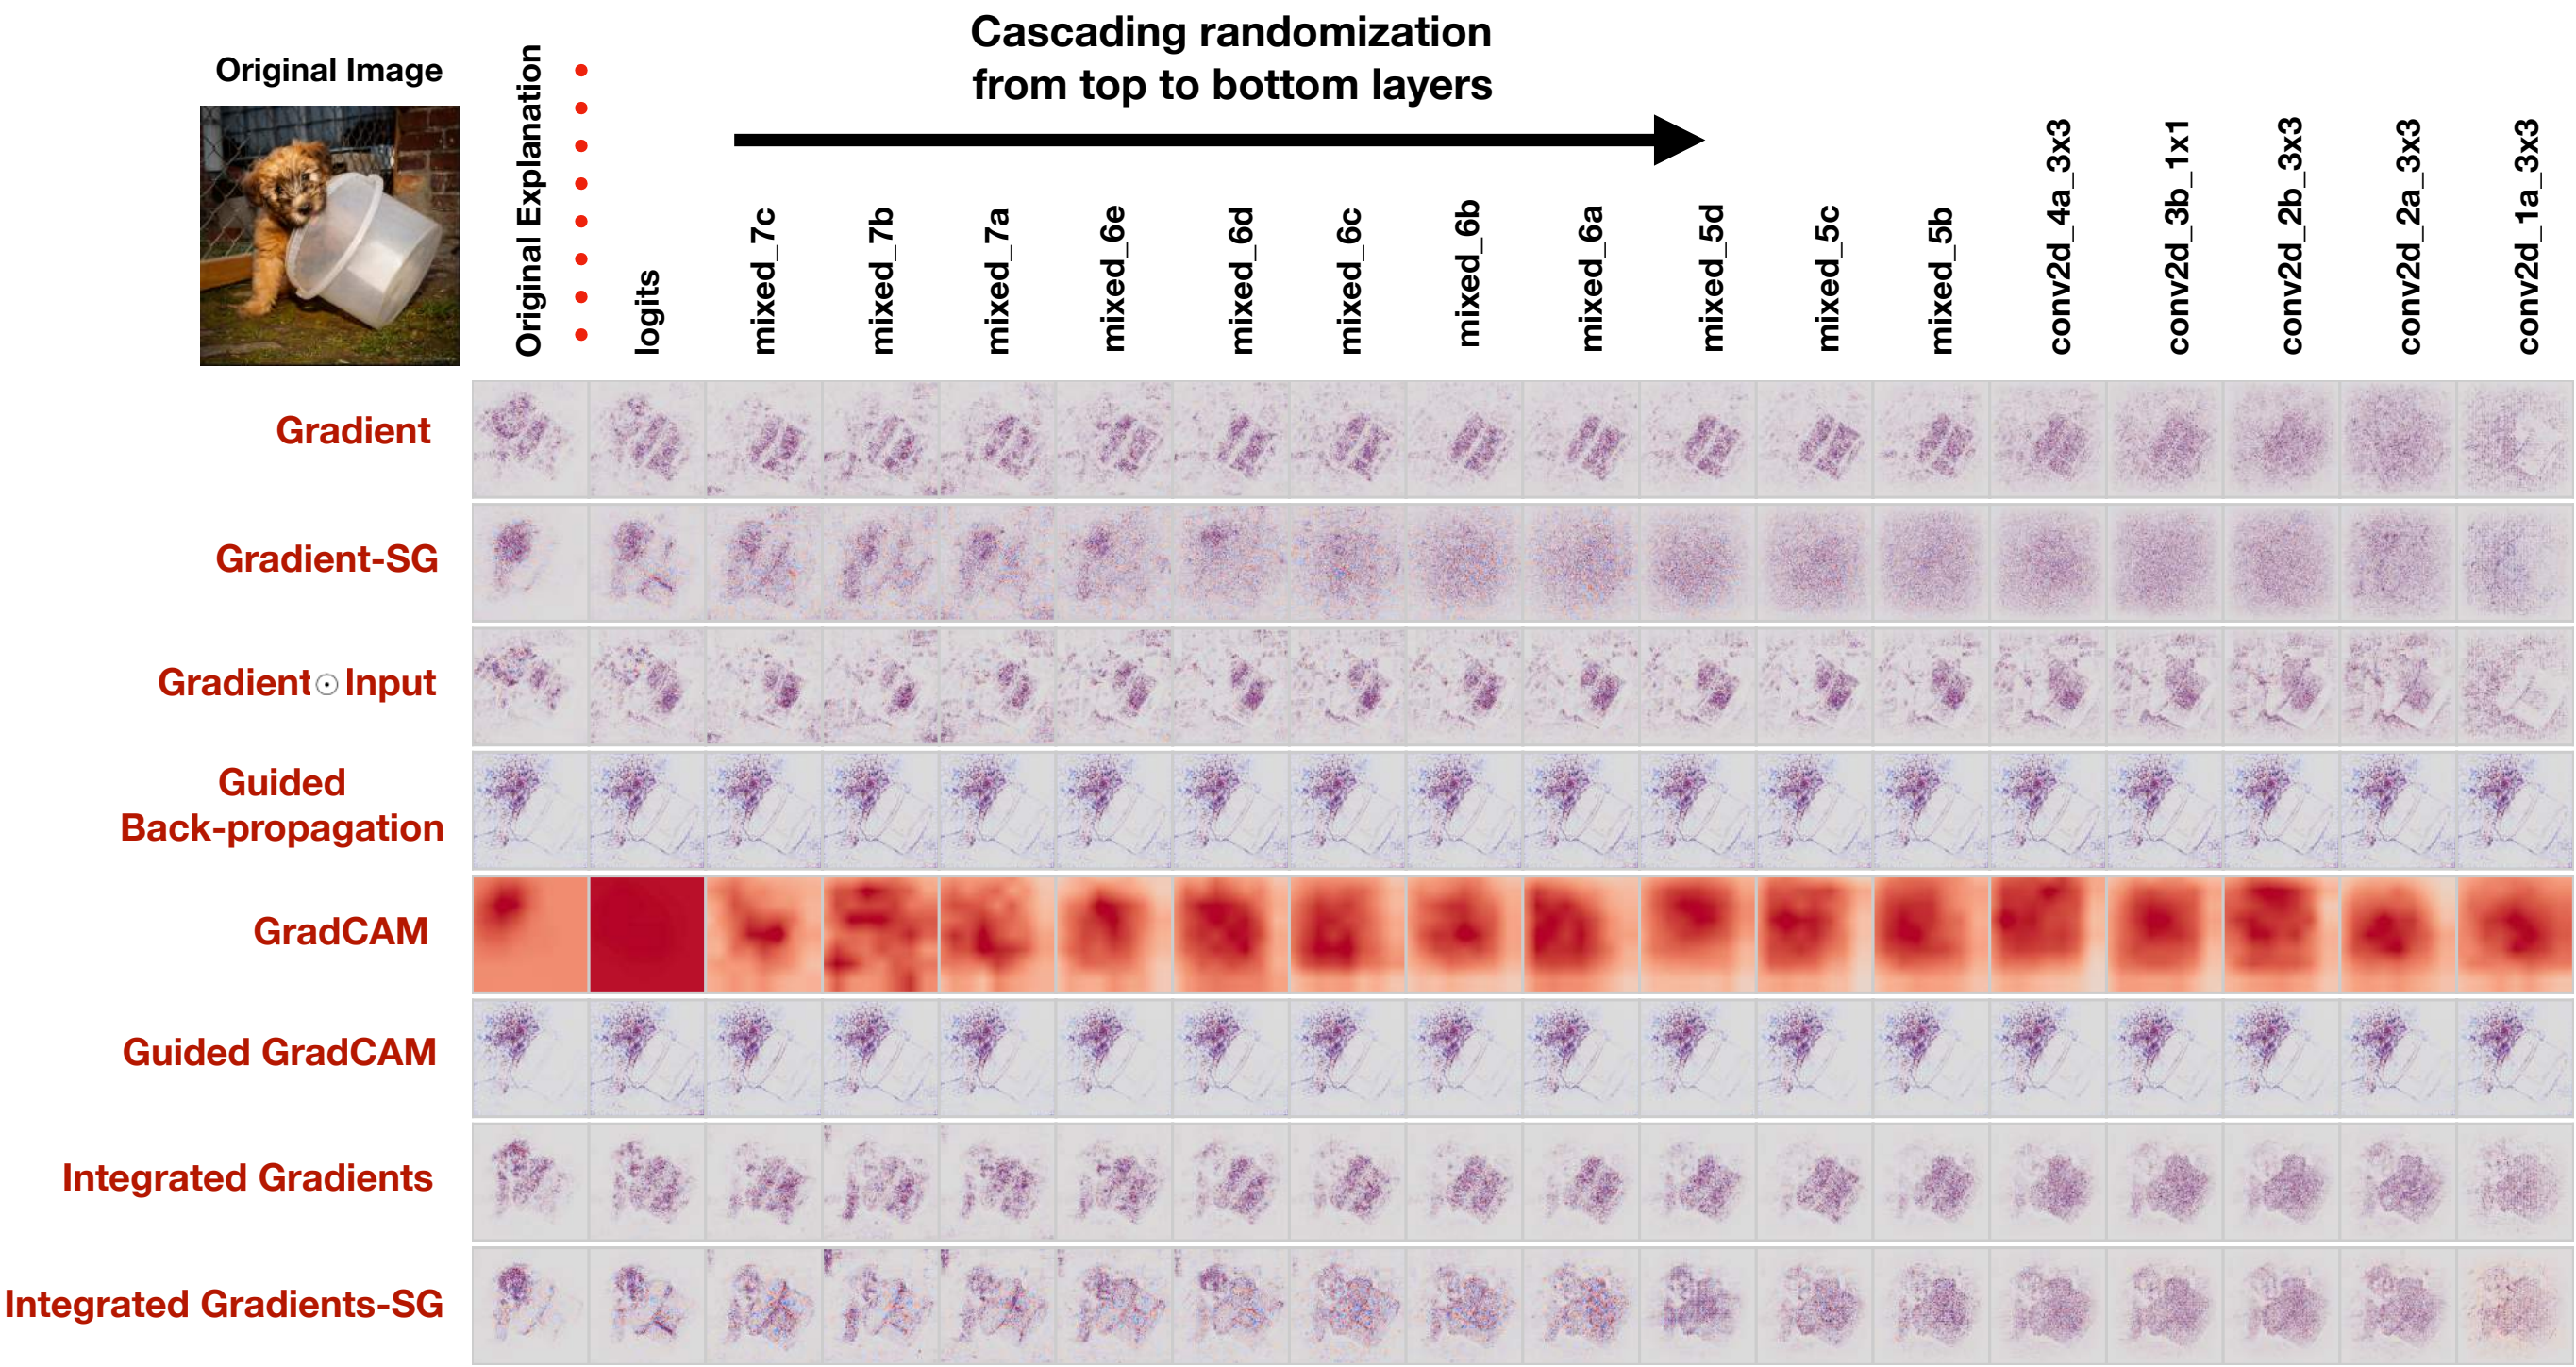 Cascading randomization
from top to bottom layers
Original Image
Original Explanation
logits
mixed_7c
mixed_7b
mixed_7a
mixed_6e
mixed_6d
mixed_6c
mixed_6b
mixed_6a
mixed_5d
mixed_5c
mixed_5b
conv2d_4a_3x3
conv2d_3b_1x1
conv2d_2b_3x3
conv2d_2a_3x3
conv2d_1a_3x3
Gradient
Gradient-SG
Gradient⊙Input
Guided
Back-propagation
GradCAM
Guided GradCAM
Integrated Gradients
Integrated Gradients-SG